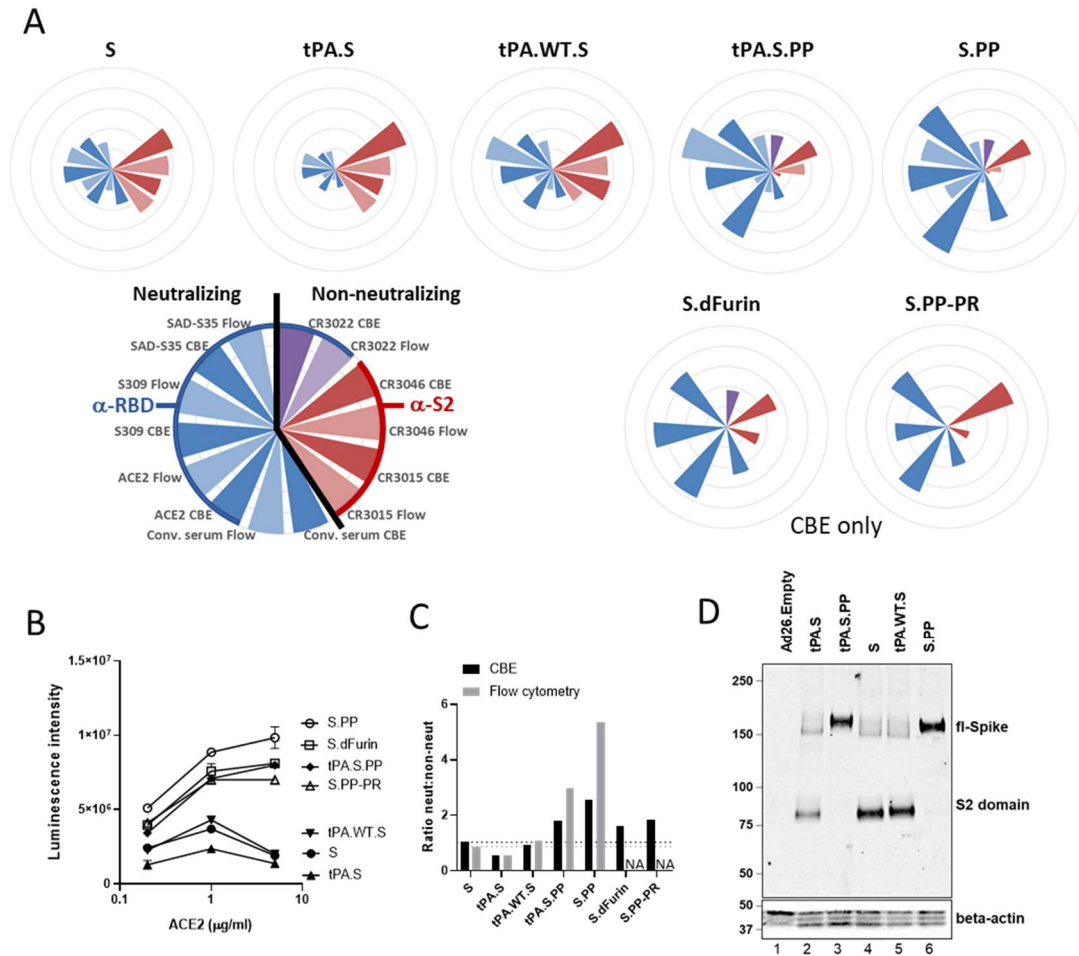 A
S
tPA.S
tPA.WT.S
tPA.S.PP
S.PP
Neutralizing
Non-neutralizing
SAD-S35 Flow
CR3022 CBE
SAD-S35 CBE
CR3022 Flow
S309 Flow
CR3046 CBE
α-RBD
α-S2
S309 CBE
CR3046 Flow
ACE2 Flow
CR3015 CBE
ACE2 CBE
CR3015 Flow
Conv. serum Flow
Conv. serum CBE
S.dFurin
S.PP-PR
CBE only
B
Luminescence intensity
1.5×10⁷
1×10⁷
5×10⁶
0
0.1
1
10
ACE2 (μg/ml)
S.PP
S.dFurin
tPA.S.PP
S.PP-PR
tPA.WT.S
S
tPA.S
C
CBE
Flow cytometry
Ratio neut:non-neut
6
4
2
0
NA
NA
S
tPA.S
tPA.WT.S
tPA.S.PP
S.PP
S.dFurin
S.PP-PR
D
Ad26.Empty
tPA.S
tPA.S.PP
S
tPA.WT.S
S.PP
250
150
100
75
50
fl-Spike
S2 domain
50
37
beta-actin
1 2 3 4 5 6